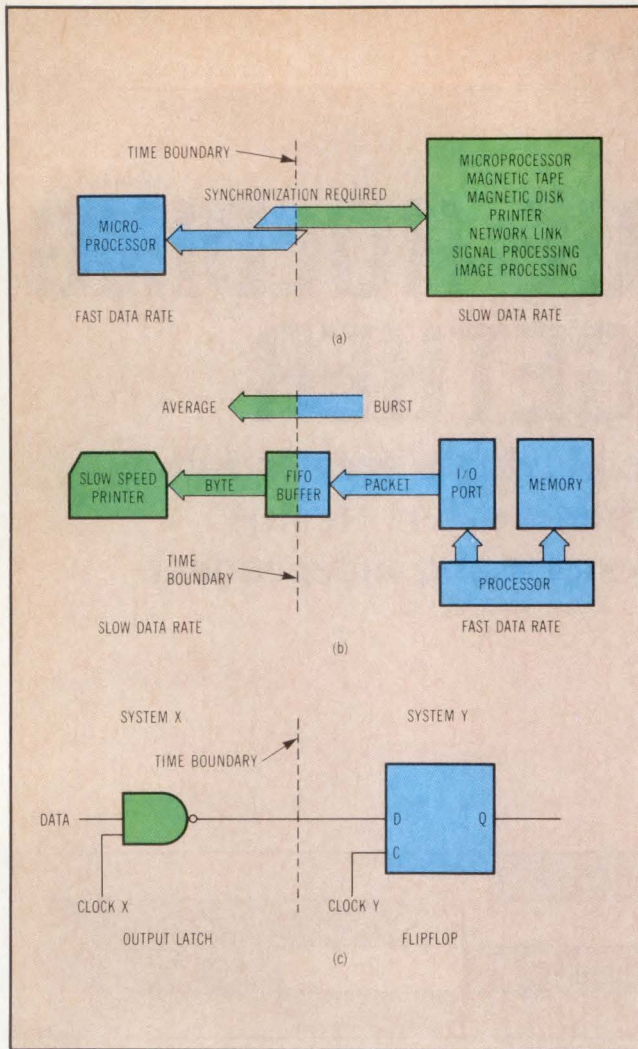 TIME BOUNDARY
SYNCHRONIZATION REQUIRED
MICRO-
PROCESSOR
MICROPROCESSOR
MAGNETIC TAPE
MAGNETIC DISK
PRINTER
NETWORK LINK
SIGNAL PROCESSING
IMAGE PROCESSING
FAST DATA RATE
SLOW DATA RATE
(a)
AVERAGE
BURST
SLOW SPEED
PRINTER
BYTE
FIFO
BUFFER
PACKET
I/O
PORT
MEMORY
TIME
BOUNDARY
PROCESSOR
SLOW DATA RATE
FAST DATA RATE
(b)
SYSTEM X
SYSTEM Y
TIME BOUNDARY
DATA
D
Q
C
CLOCK X
CLOCK Y
OUTPUT LATCH
FLIPFLOP
(c)